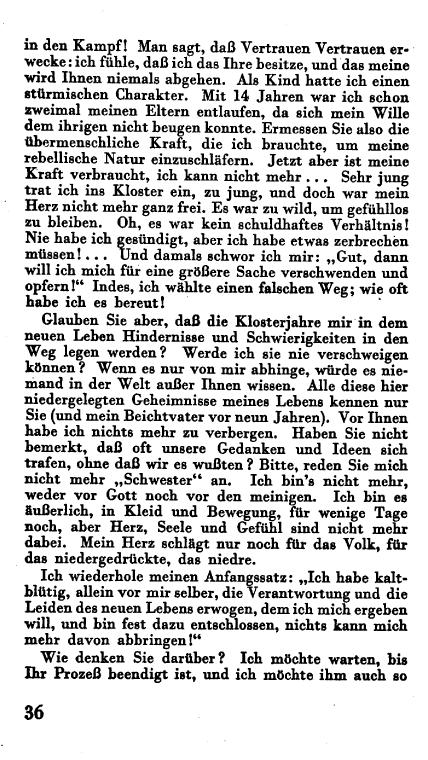 in den Kampf! Man sagt, daß Vertrauen Vertrauen er-
wecke: ich fühle, daß ich das Ihre besitze, und das meine
wird Ihnen niemals abgehen. Als Kind hatte ich einen
stürmischen Charakter. Mit 14 Jahren war ich schon
zweimal meinen Eltern entlaufen, da sich mein Wille
dem ihrigen nicht beugen konnte. Ermessen Sie also die
übermenschliche Kraft, die ich brauchte, um meine
rebellische Natur einzuschläfern. Jetzt aber ist meine
Kraft verbraucht, ich kann nicht mehr... Sehr jung
trat ich ins Kloster ein, zu jung, und doch war mein
Herz nicht mehr ganz frei. Es war zu wild, um gefühllos
zu bleiben. Oh, es war kein schuldhaftes Verhältnis!
Nie habe ich gesündigt, aber ich habe etwas zerbrechen
müssen!... Und damals schwor ich mir: „Gut, dann
will ich mich für eine größere Sache verschwenden und
opfern!“ Indes, ich wählte einen falschen Weg; wie oft
habe ich es bereut!
Glauben Sie aber, daß die Klosterjahre mir in dem
neuen Leben Hindernisse und Schwierigkeiten in den
Weg legen werden? Werde ich sie nie verschweigen
können? Wenn es nur von mir abhinge, würde es nie-
mand in der Welt außer Ihnen wissen. Alle diese hier
niedergelegten Geheimnisse meines Lebens kennen nur
Sie (und mein Beichtvater vor neun Jahren). Vor Ihnen
habe ich nichts mehr zu verbergen. Haben Sie nicht
bemerkt, daß oft unsere Gedanken und Ideen sich
trafen, ohne daß wir es wußten? Bitte, reden Sie mich
nicht mehr „Schwester“ an. Ich bin's nicht mehr,
weder vor Gott noch vor den meinigen. Ich bin es
äußerlich, in Kleid und Bewegung, für wenige Tage
noch, aber Herz, Seele und Gefühl sind nicht mehr
dabei. Mein Herz schlägt nur noch für das Volk, für
das niedergedrückte, das niedre.
Ich wiederhole meinen Anfangssatz: „Ich habe kalt-
blütig, allein vor mir selber, die Verantwortung und die
Leiden des neuen Lebens erwogen, dem ich mich ergeben
will, und bin fest dazu entschlossen, nichts kann mich
mehr davon abbringen!“
Wie denken Sie darüber? Ich möchte warten, bis
Ihr Prozeß beendigt ist, und ich möchte ihm auch so
36